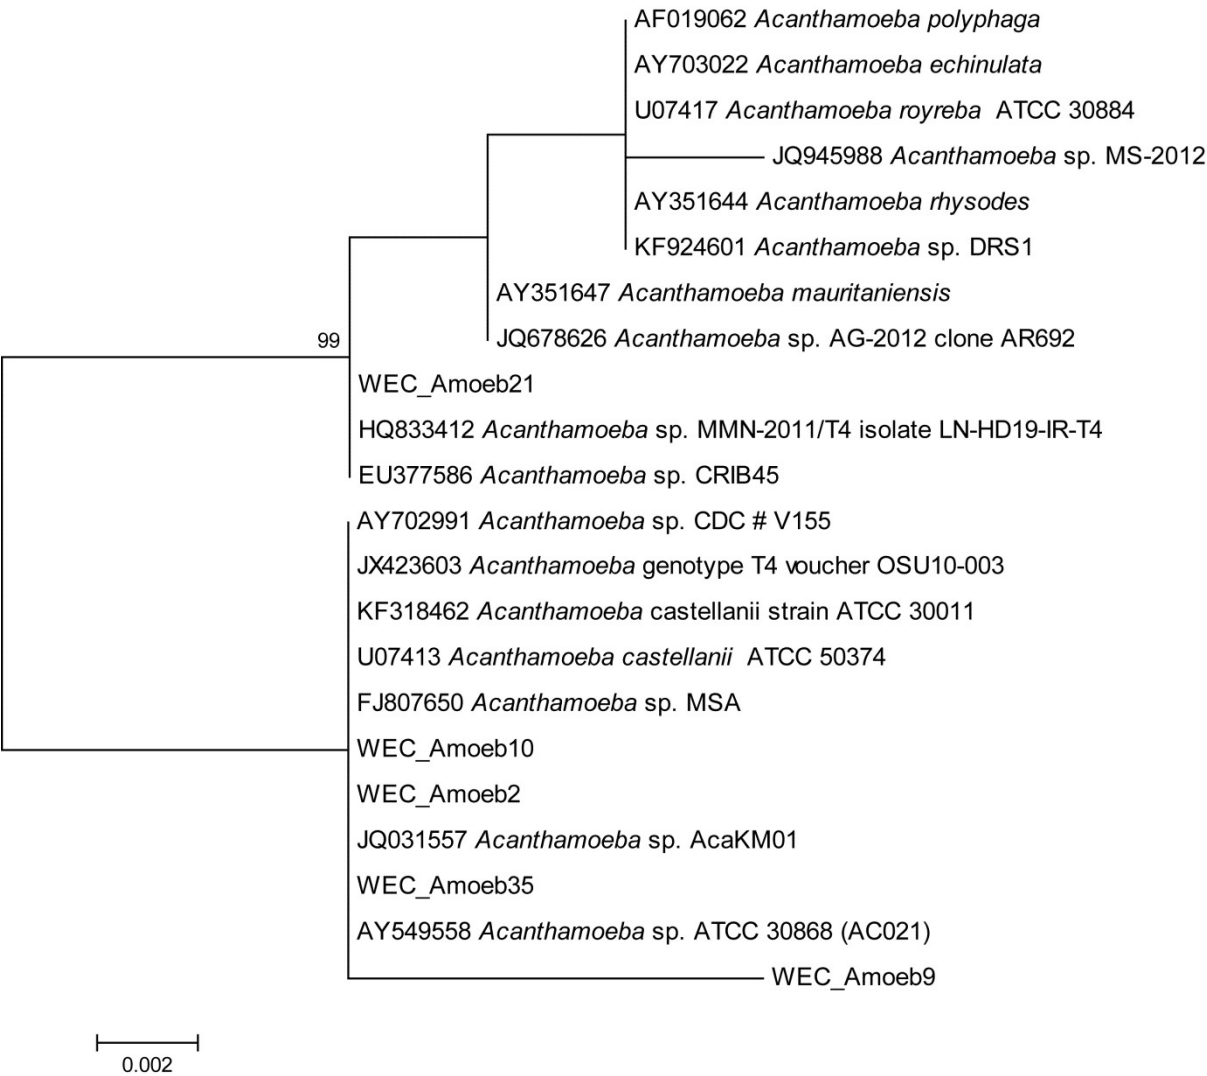 AF019062 Acanthamoeba polyphaga
AY703022 Acanthamoeba echinulata
U07417 Acanthamoeba royreba ATCC 30884
JQ945988 Acanthamoeba sp. MS-2012
AY351644 Acanthamoeba rhysodes
KF924601 Acanthamoeba sp. DRS1
AY351647 Acanthamoeba mauritaniensis
99
JQ678626 Acanthamoeba sp. AG-2012 clone AR692
WEC_Amoeb21
HQ833412 Acanthamoeba sp. MMN-2011/T4 isolate LN-HD19-IR-T4
EU377586 Acanthamoeba sp. CRIB45
AY702991 Acanthamoeba sp. CDC # V155
JX423603 Acanthamoeba genotype T4 voucher OSU10-003
KF318462 Acanthamoeba castellanii strain ATCC 30011
U07413 Acanthamoeba castellanii ATCC 50374
FJ807650 Acanthamoeba sp. MSA
WEC_Amoeb10
WEC_Amoeb2
JQ031557 Acanthamoeba sp. AcaKM01
WEC_Amoeb35
AY549558 Acanthamoeba sp. ATCC 30868 (AC021)
WEC_Amoeb9
0.002